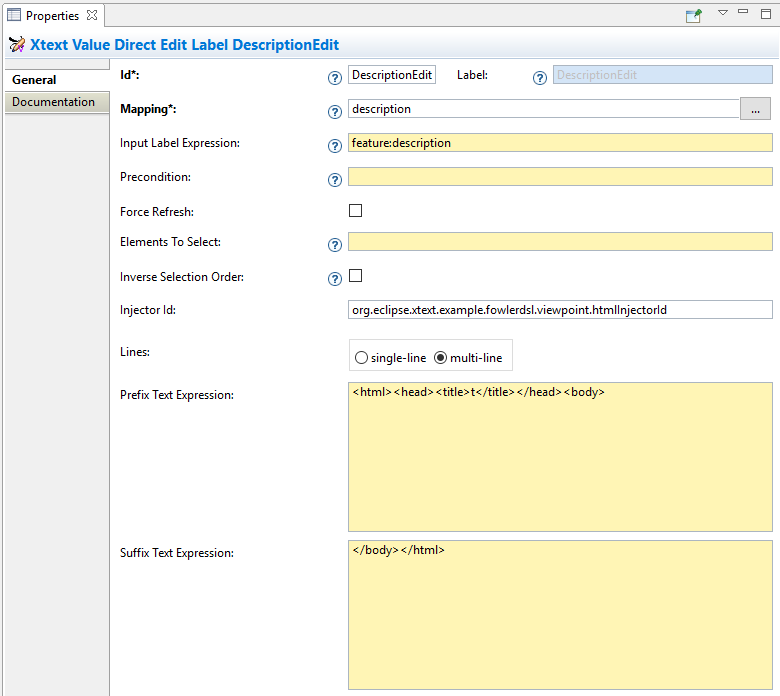 Properties
Xtext Value Direct Edit Label DescriptionEdit
General
Documentation
Id*: ? DescriptionEdit Label: ? DescriptionEdit
Mapping*: ? description ...
Input Label Expression: ? feature:description
Precondition: ?
Force Refresh:
Elements To Select: ?
Inverse Selection Order: ?
Injector Id: org.eclipse.xtext.example.fowlerdsl.viewpoint.htmlInjectorId
Lines: single-line multi-line
Prefix Text Expression: <html><head><title>t</title></head><body>
Suffix Text Expression: </body></html>